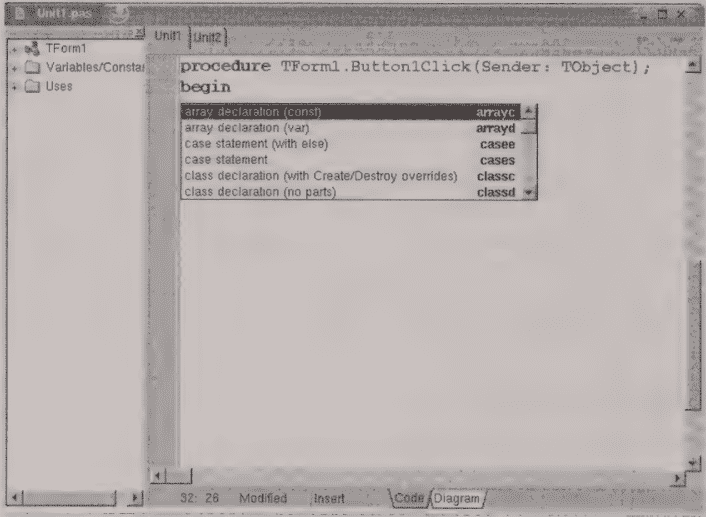 Unit1.pas
TForm1
Variables/Consta
Uses
Unit1 Unit2
procedure TForm1.Button1Click(Sender: TObject);
begin
array declaration (const) arrayc
array declaration (var) arrayd
case statement (with else) casee
case statement cases
class declaration (with Create/Destroy overrides) classc
class declaration (no parts) classd
32: 26 Modified Insert Code Diagram